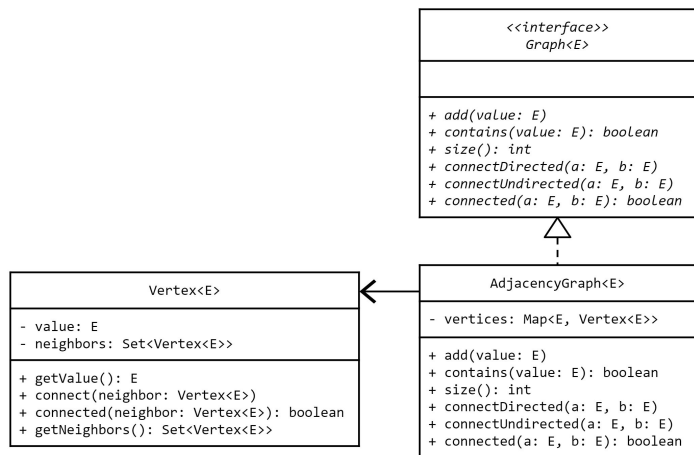 <<interface>>
Graph<E>
+ add(value: E)
+ contains(value: E): boolean
+ size(): int
+ connectDirected(a: E, b: E)
+ connectUndirected(a: E, b: E)
+ connected(a: E, b: E): boolean
Vertex<E>
- value: E
- neighbors: Set<Vertex<E>>
+ getValue(): E
+ connect(neighbor: Vertex<E>)
+ connected(neighbor: Vertex<E>): boolean
+ getNeighbors(): Set<Vertex<E>>
AdjacencyGraph<E>
- vertices: Map<E, Vertex<E>>
+ add(value: E)
+ contains(value: E): boolean
+ size(): int
+ connectDirected(a: E, b: E)
+ connectUndirected(a: E, b: E)
+ connected(a: E, b: E): boolean